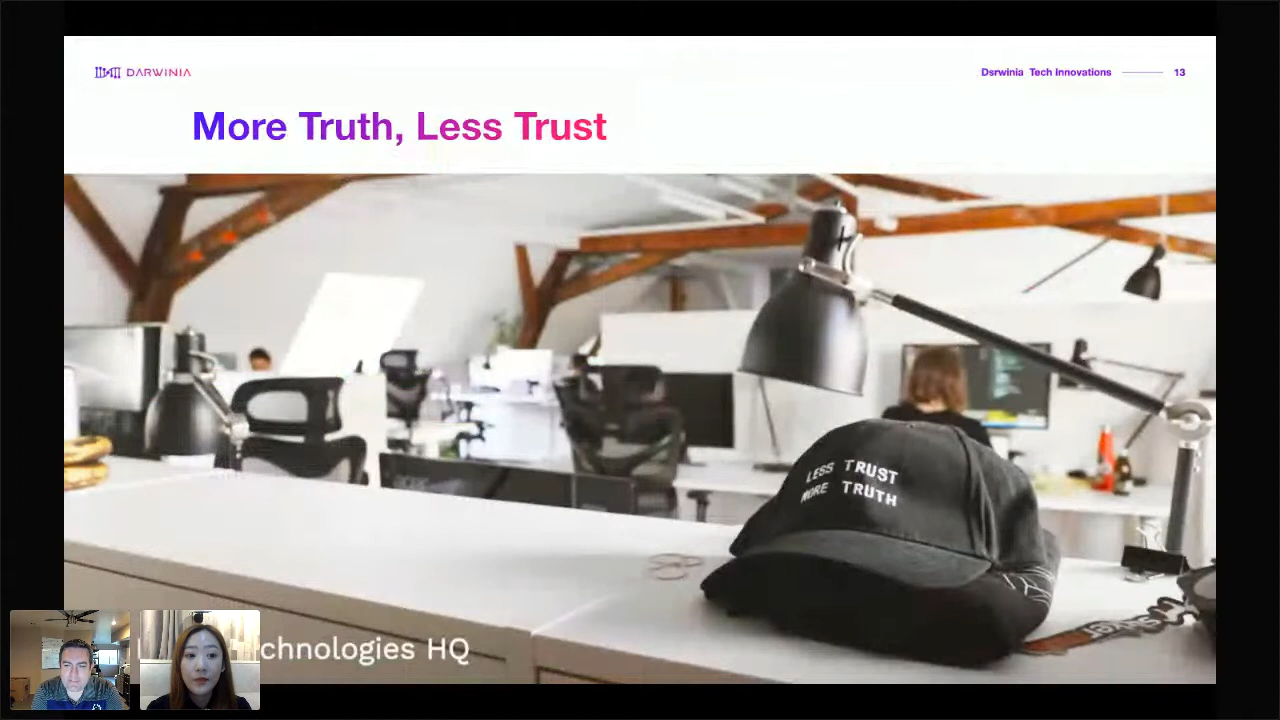 DARWINIA
Dsrwinia Tech Innovations
13
More Truth, Less Trust
LESS TRUST
MORE TRUTH
chnologies HQ